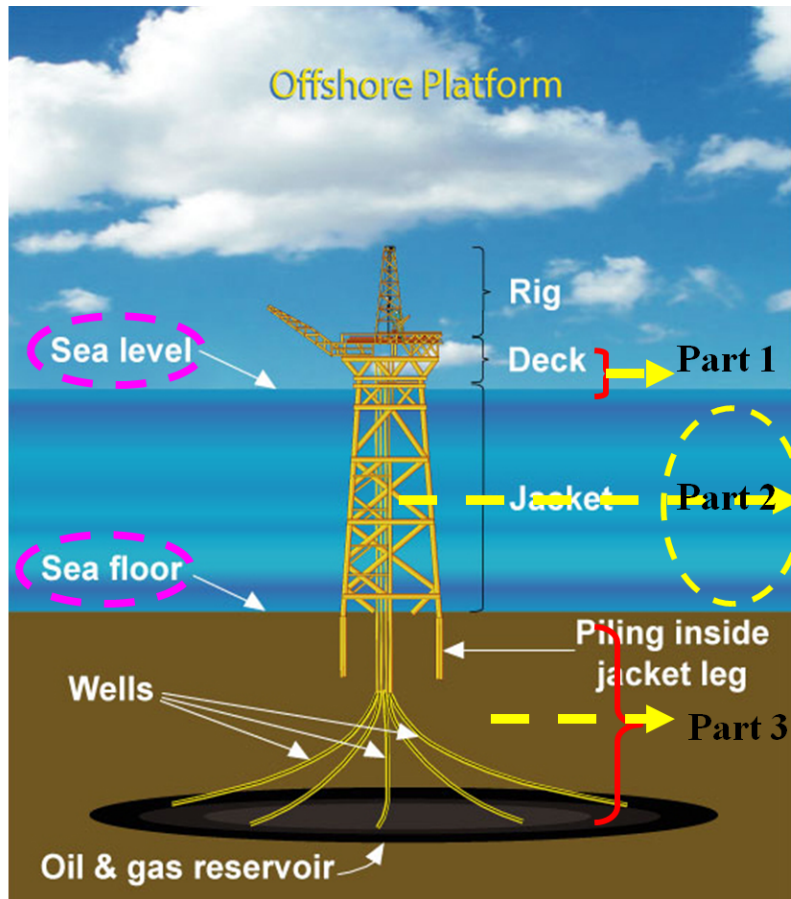 Offshore Platform
Rig
Sea level
Deck
Part 1
Jacket
Part 2
Sea floor
Piling inside
jacket leg
Wells
Part 3
Oil & gas reservoir